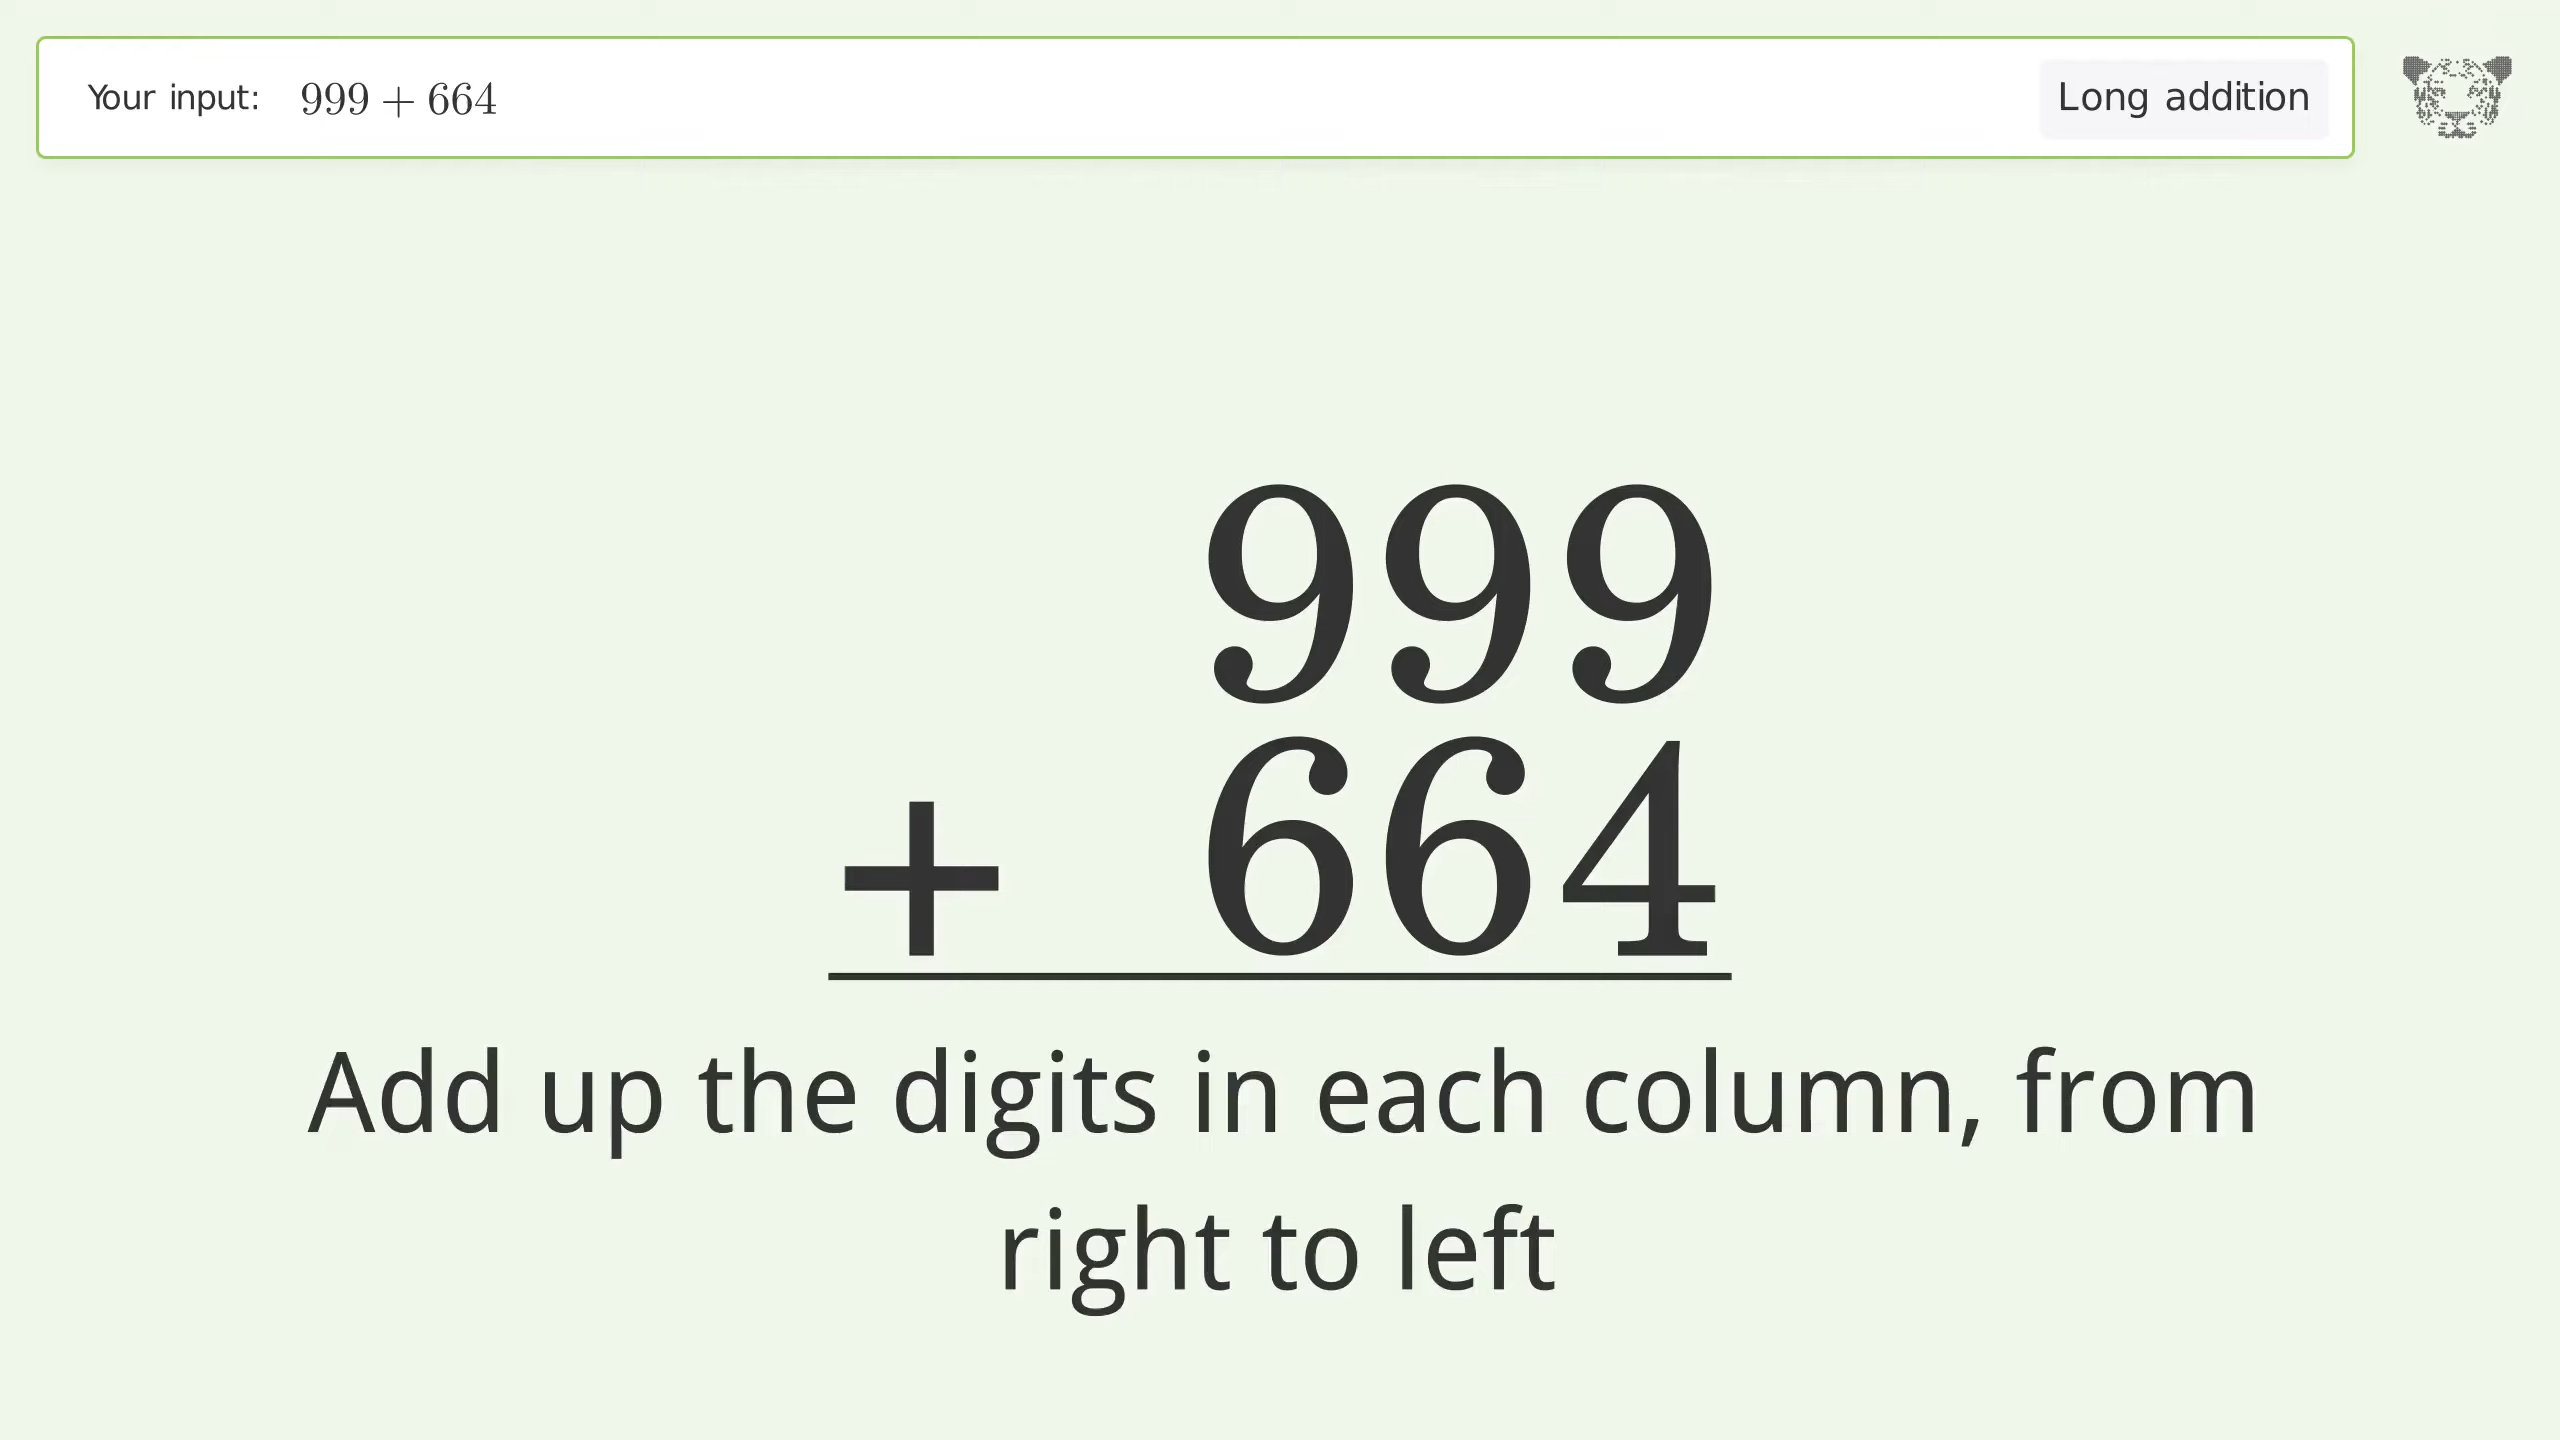 Your input: 999 + 664
Long addition
999
+ 664
Add up the digits in each column, from
right to left